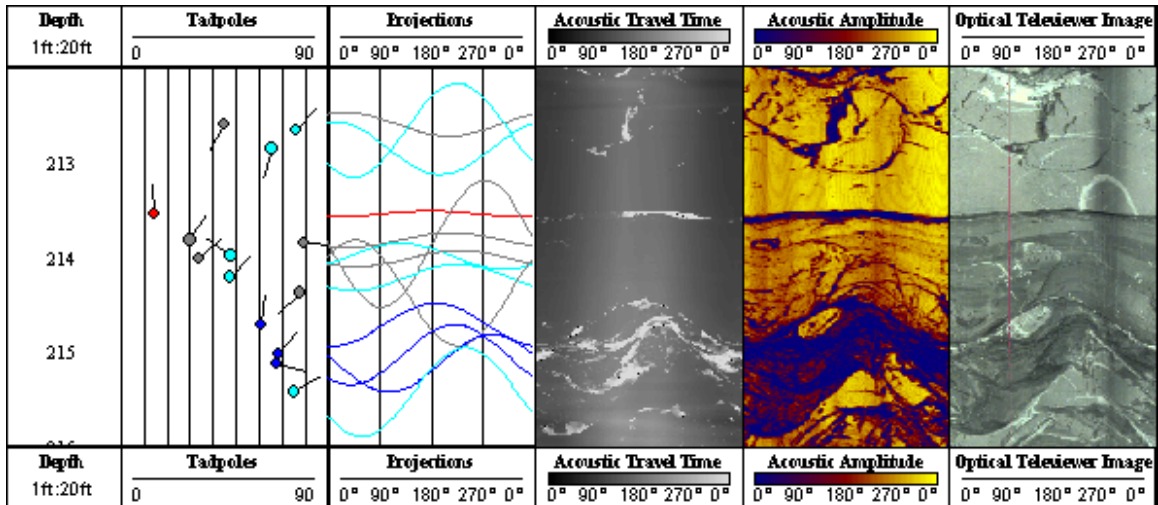 Depth Tadpoles Projections Acoustic Travel Time Acoustic Amplitude Optical Televiewer Image
1ft:20ft 0 90 0° 90° 180° 270° 0° 0° 90° 180° 270° 0° 0° 90° 180° 270° 0° 0° 90° 180° 270° 0°
213
214
215
Depth Tadpoles Projections Acoustic Travel Time Acoustic Amplitude Optical Televiewer Image
1ft:20ft 0 90 0° 90° 180° 270° 0° 0° 90° 180° 270° 0° 0° 90° 180° 270° 0° 0° 90° 180° 270° 0°